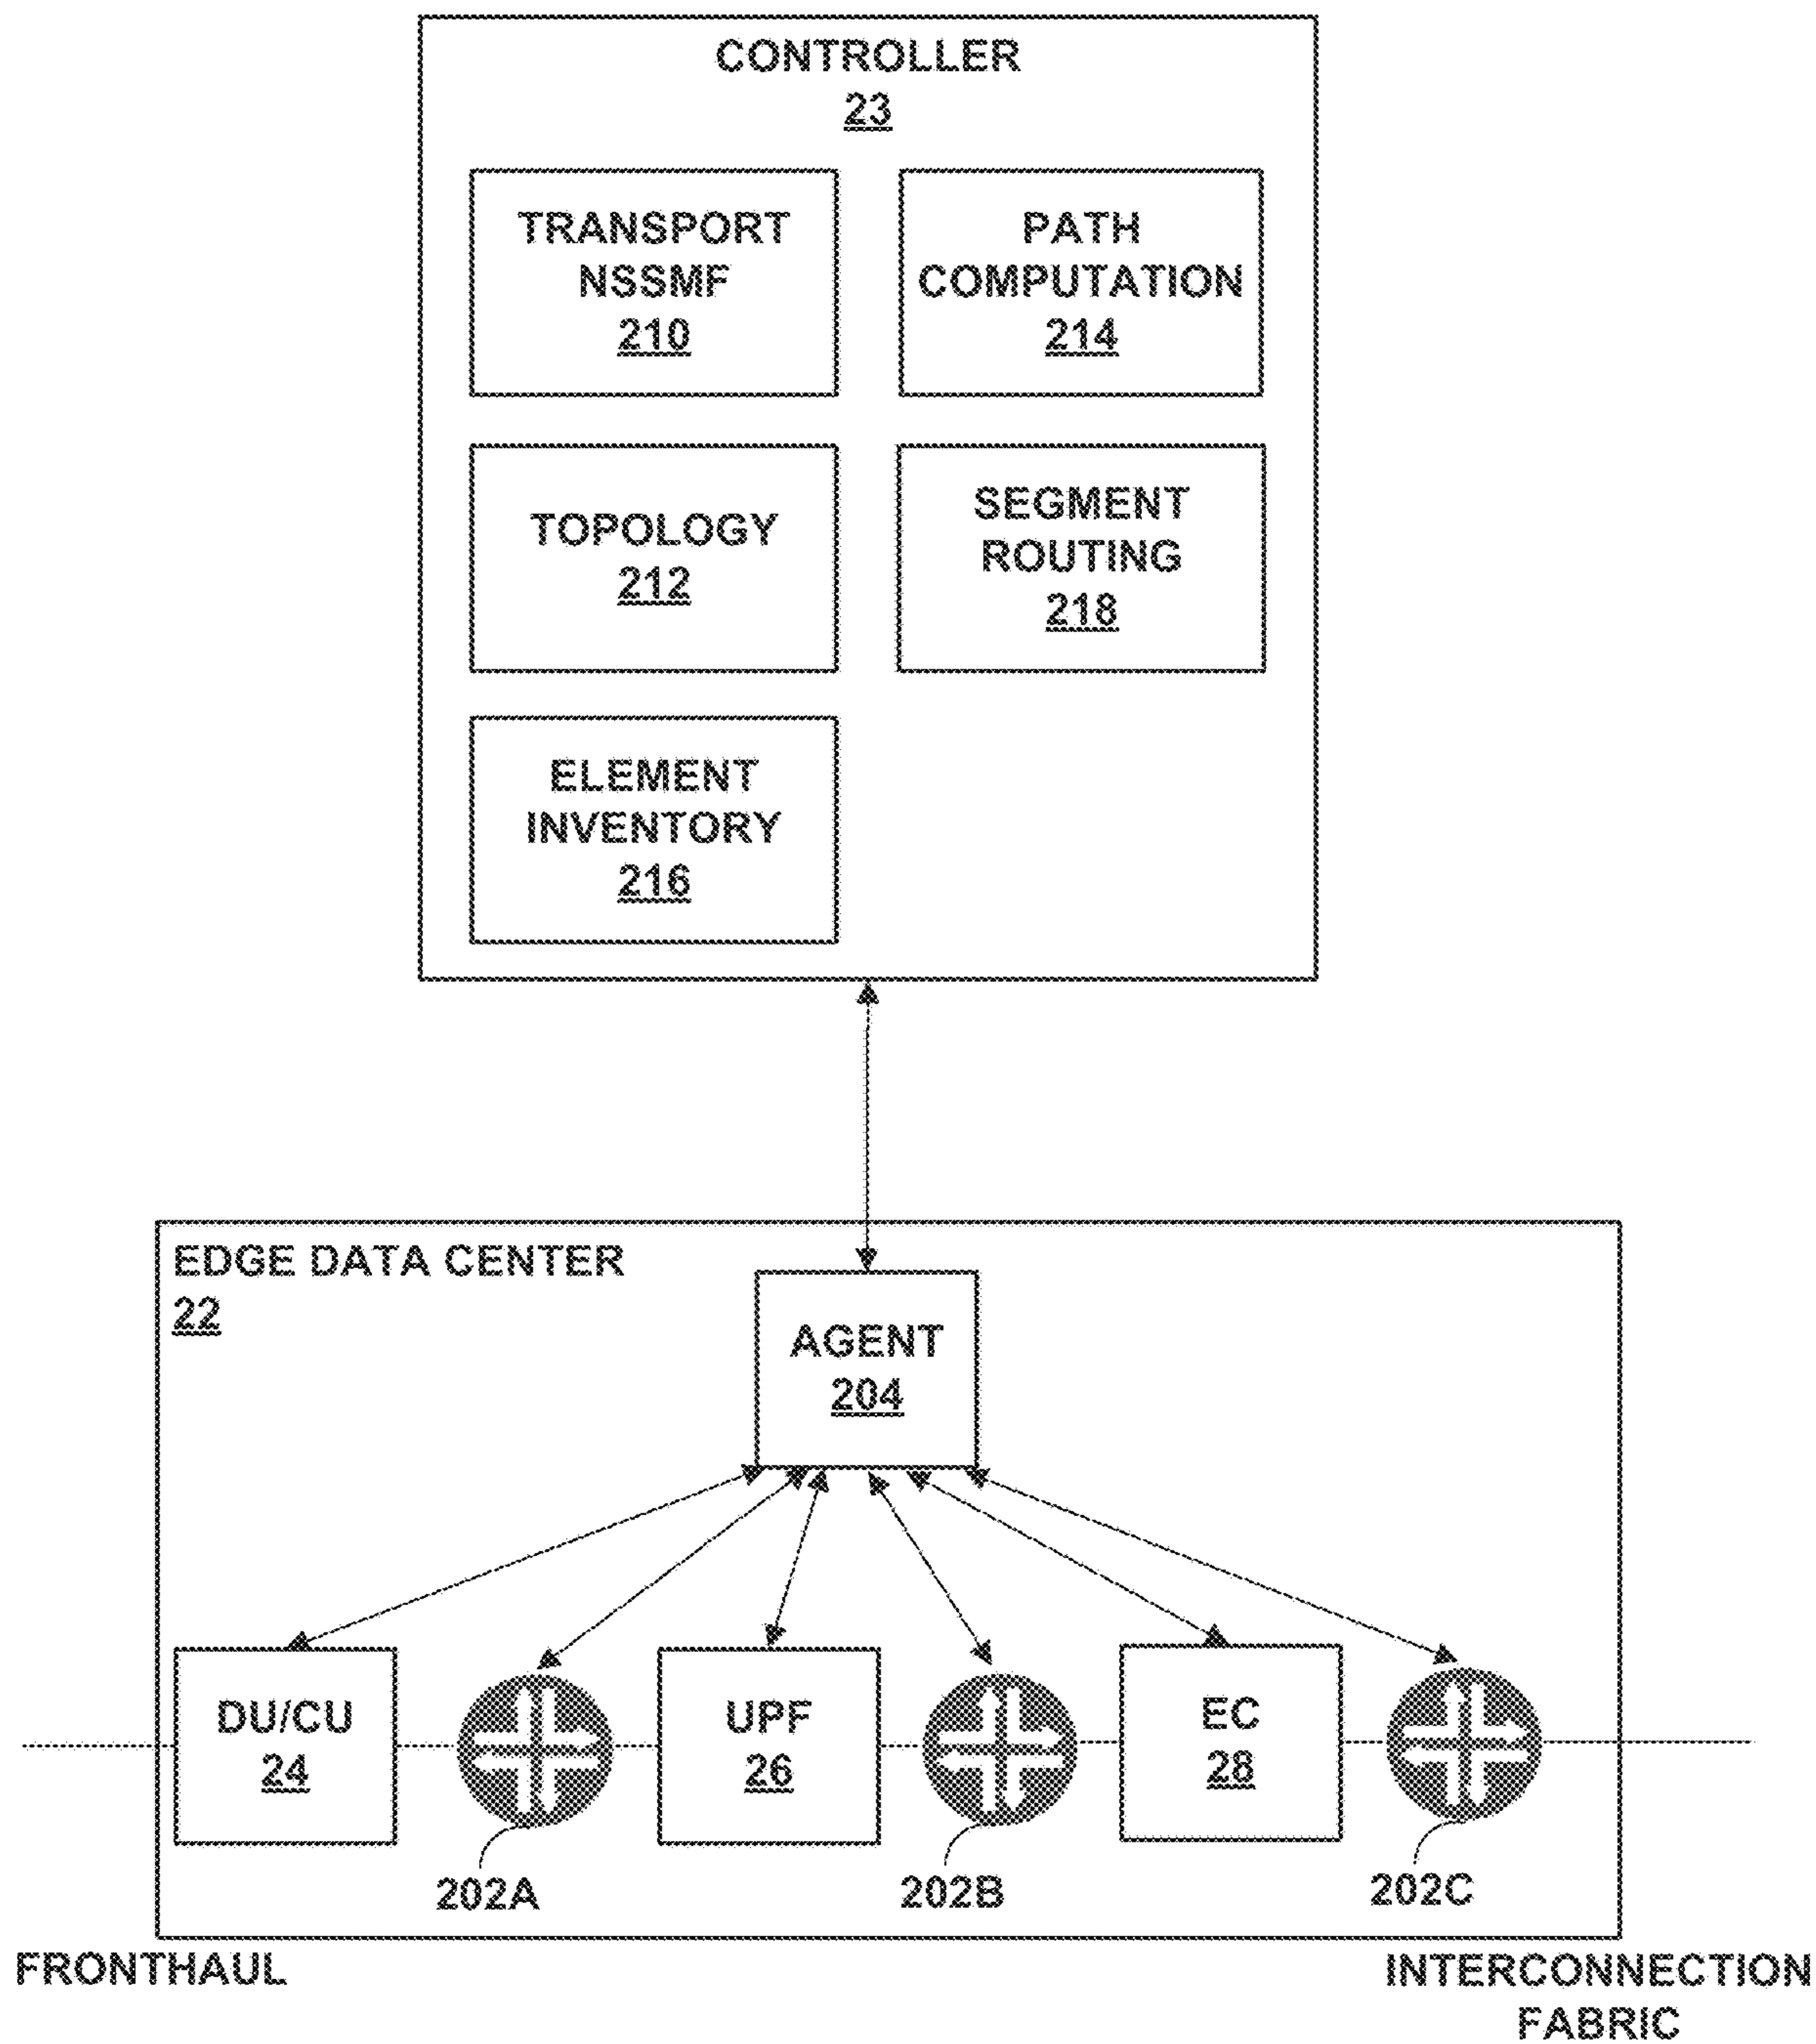 CONTROLLER
23
TRANSPORT
NSSMF
210
PATH
COMPUTATION
214
TOPOLOGY
212
SEGMENT
ROUTING
218
ELEMENT
INVENTORY
216
EDGE DATA CENTER
22
AGENT
204
DU/CU
24
UPF
26
EC
28
202A
202B
202C
FRONTHAUL
INTERCONNECTION
FABRIC